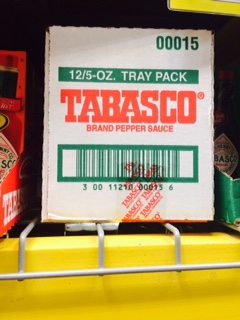 00015
12/5-OZ. TRAY PACK
TABASCO®
BRAND PEPPER SAUCE
3 00 11210 00015 6